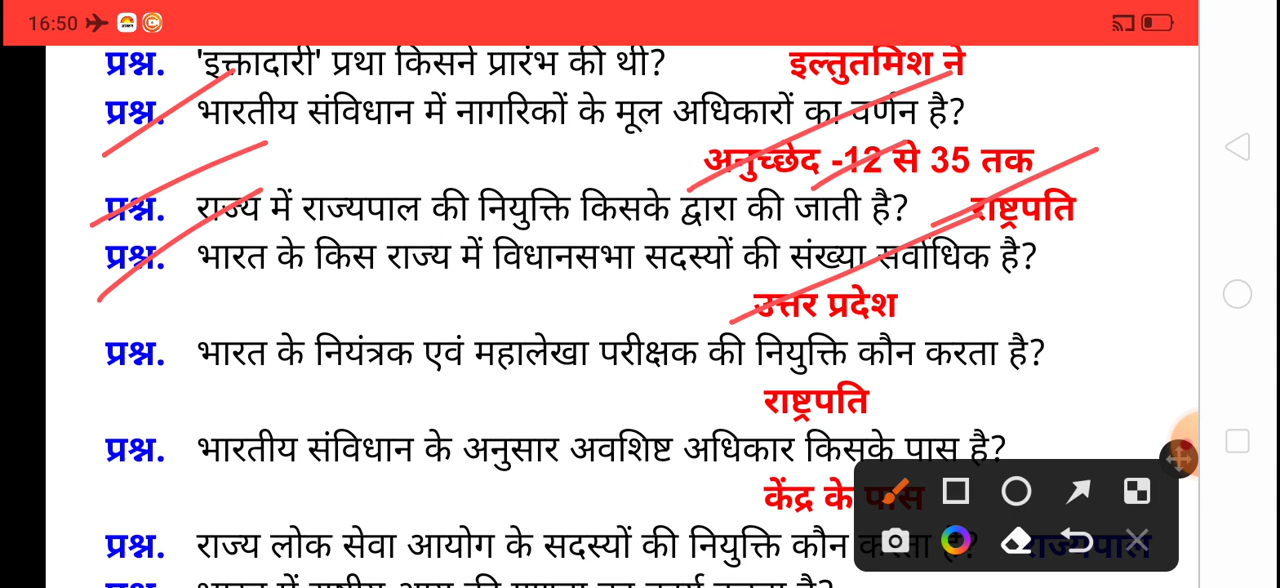 16:50
प्रश्न. 'इक्तादारी' प्रथा किसने प्रारंभ की थी? इल्तुतमिश ने
प्रश्न. भारतीय संविधान में नागरिकों के मूल अधिकारों का वर्णन है?
अनुच्छेद -12 से 35 तक
प्रश्न. राज्य में राज्यपाल की नियुक्ति किसके द्वारा की जाती है? राष्ट्रपति
प्रश्न. भारत के किस राज्य में विधानसभा सदस्यों की संख्या सर्वाधिक है?
उत्तर प्रदेश
प्रश्न. भारत के नियंत्रक एवं महालेखा परीक्षक की नियुक्ति कौन करता है?
राष्ट्रपति
प्रश्न. भारतीय संविधान के अनुसार अवशिष्ट अधिकार किसके पास है?
केंद्र के पास
प्रश्न. राज्य लोक सेवा आयोग के सदस्यों की नियुक्ति कौन करता है? राज्यपाल